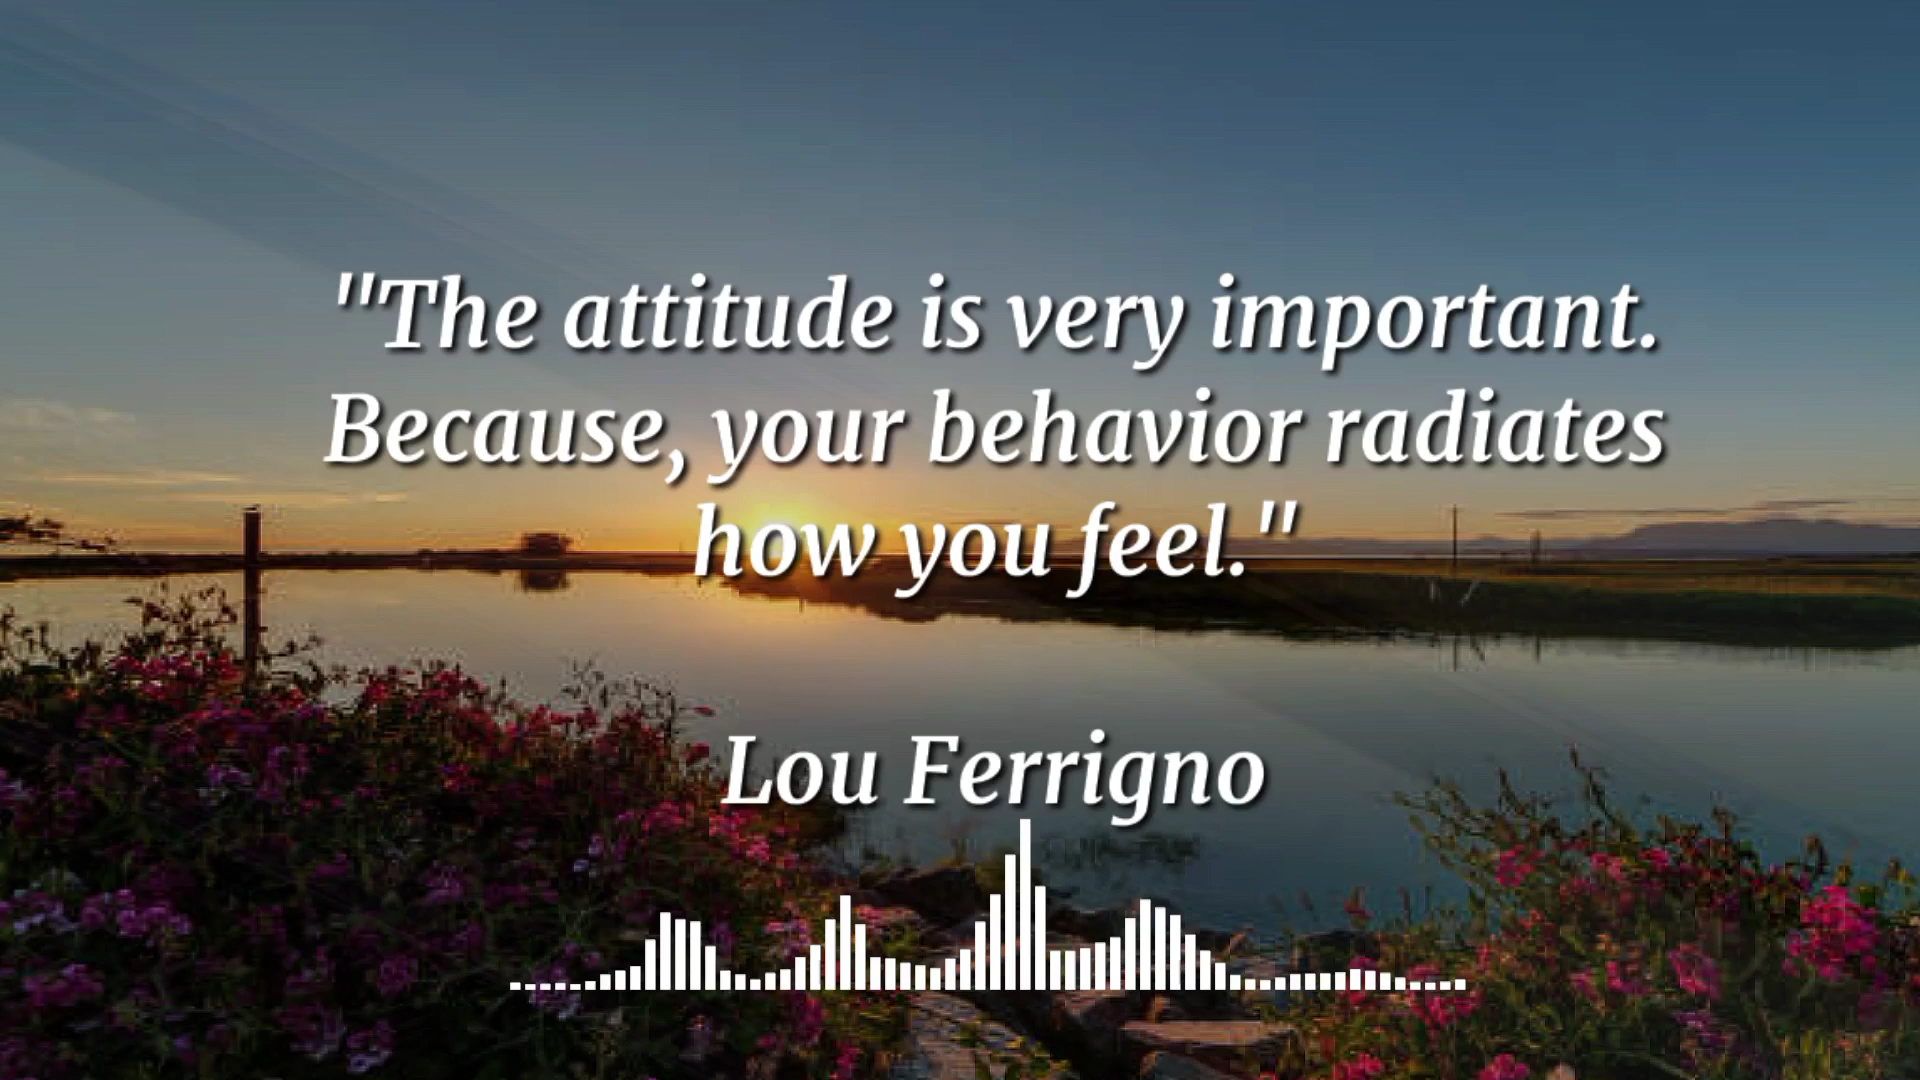 "The attitude is very important.
Because, your behavior radiates
how you feel."
Lou Ferrigno